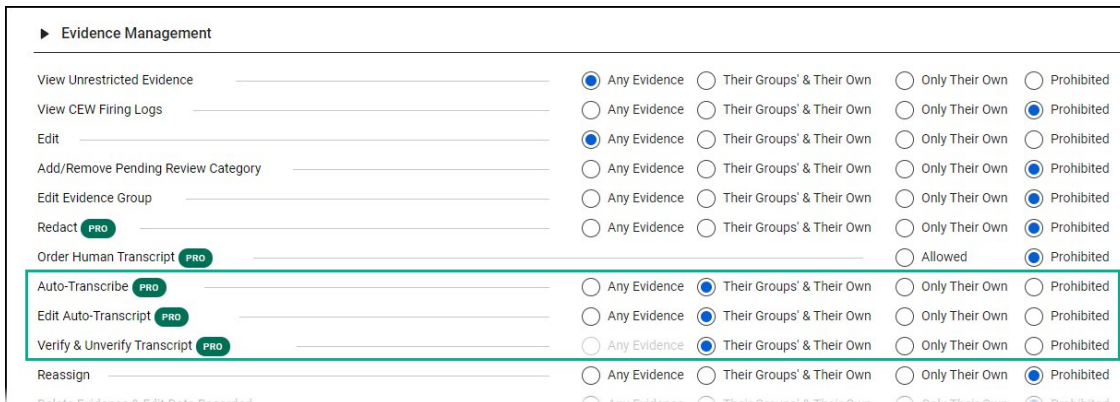 Evidence Management
View Unrestricted Evidence Any Evidence Their Groups' & Their Own Only Their Own Prohibited
View CEW Firing Logs Any Evidence Their Groups' & Their Own Only Their Own Prohibited
Edit Any Evidence Their Groups' & Their Own Only Their Own Prohibited
Add/Remove Pending Review Category Any Evidence Their Groups' & Their Own Only Their Own Prohibited
Edit Evidence Group Any Evidence Their Groups' & Their Own Only Their Own Prohibited
Redact PRO Any Evidence Their Groups' & Their Own Only Their Own Prohibited
Order Human Transcript PRO Allowed Prohibited
Auto-Transcribe PRO Any Evidence Their Groups' & Their Own Only Their Own Prohibited
Edit Auto-Transcript PRO Any Evidence Their Groups' & Their Own Only Their Own Prohibited
Verify & Unverify Transcript PRO Any Evidence Their Groups' & Their Own Only Their Own Prohibited
Reassign Any Evidence Their Groups' & Their Own Only Their Own Prohibited